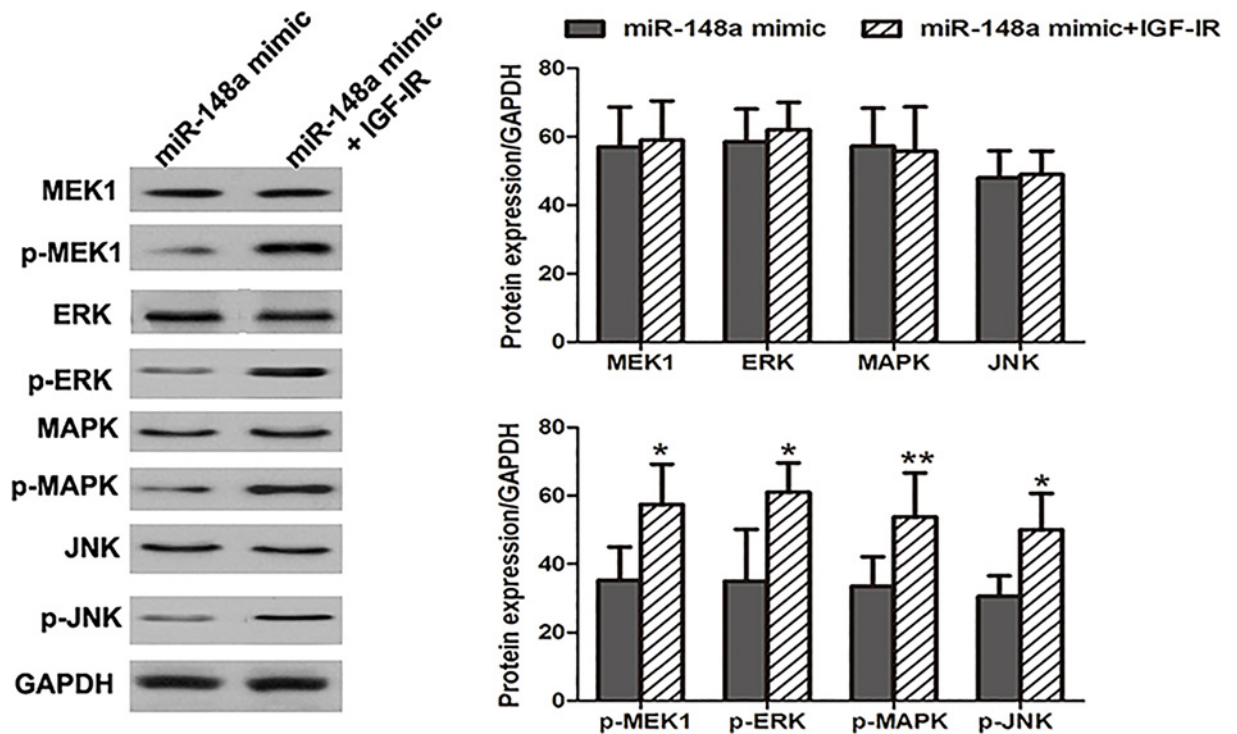 miR-148a mimic
miR-148a mimic
+ IGF-IR
MEK1
p-MEK1
ERK
p-ERK
MAPK
p-MAPK
JNK
p-JNK
GAPDH
miR-148a mimic
miR-148a mimic+IGF-IR
Protein expression/GAPDH
80
60
40
20
0
MEK1 ERK MAPK JNK
Protein expression/GAPDH
80
60
40
20
0
* * ** *
p-MEK1 p-ERK p-MAPK p-JNK